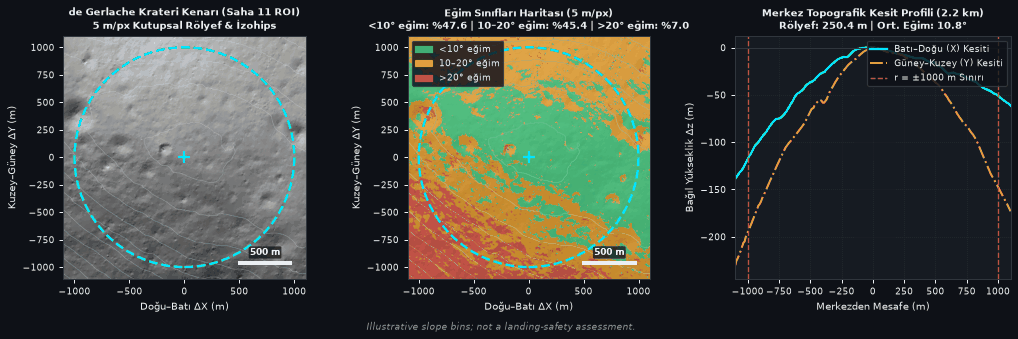 de Gerlache Krateri Kenarı (Saha 11 ROI)
5 m/px Kutupsal Rölyef & İzohips
Kuzey–Güney ΔY (m)
1000
750
500
250
0
−250
−500
−750
−1000
500 m
−1000
−500
0
500
1000
Doğu–Batı ΔX (m)
Eğim Sınıfları Haritası (5 m/px)
<10° eğim: %47.6 | 10–20° eğim: %45.4 | >20° eğim: %7.0
<10° eğim
10–20° eğim
>20° eğim
Kuzey–Güney ΔY (m)
1000
750
500
250
0
−250
−500
−750
−1000
500 m
−1000
−500
0
500
1000
Doğu–Batı ΔX (m)
Merkez Topografik Kesit Profili (2.2 km)
Rölyef: 250.4 m | Ort. Eğim: 10.8°
Batı–Doğu (X) Kesiti
Güney–Kuzey (Y) Kesiti
r = ±1000 m Sınırı
Bağıl Yükseklik Δz (m)
0
−50
−100
−150
−200
−1000
−750
−500
−250
0
250
500
750
1000
Merkezden Mesafe (m)
Illustrative slope bins; not a landing-safety assessment.